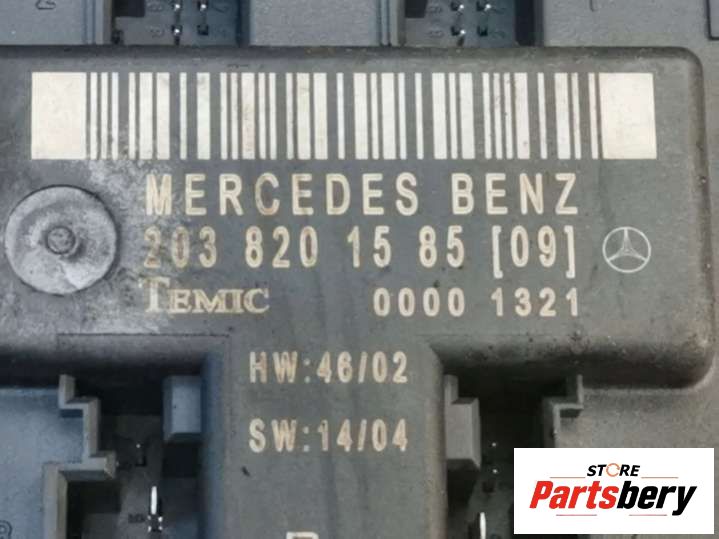 MERCEDES BENZ
203 820 15 85 [09]
TEMIC 0000 1321
HW:46/02
SW:14/04
STORE
Partsbery